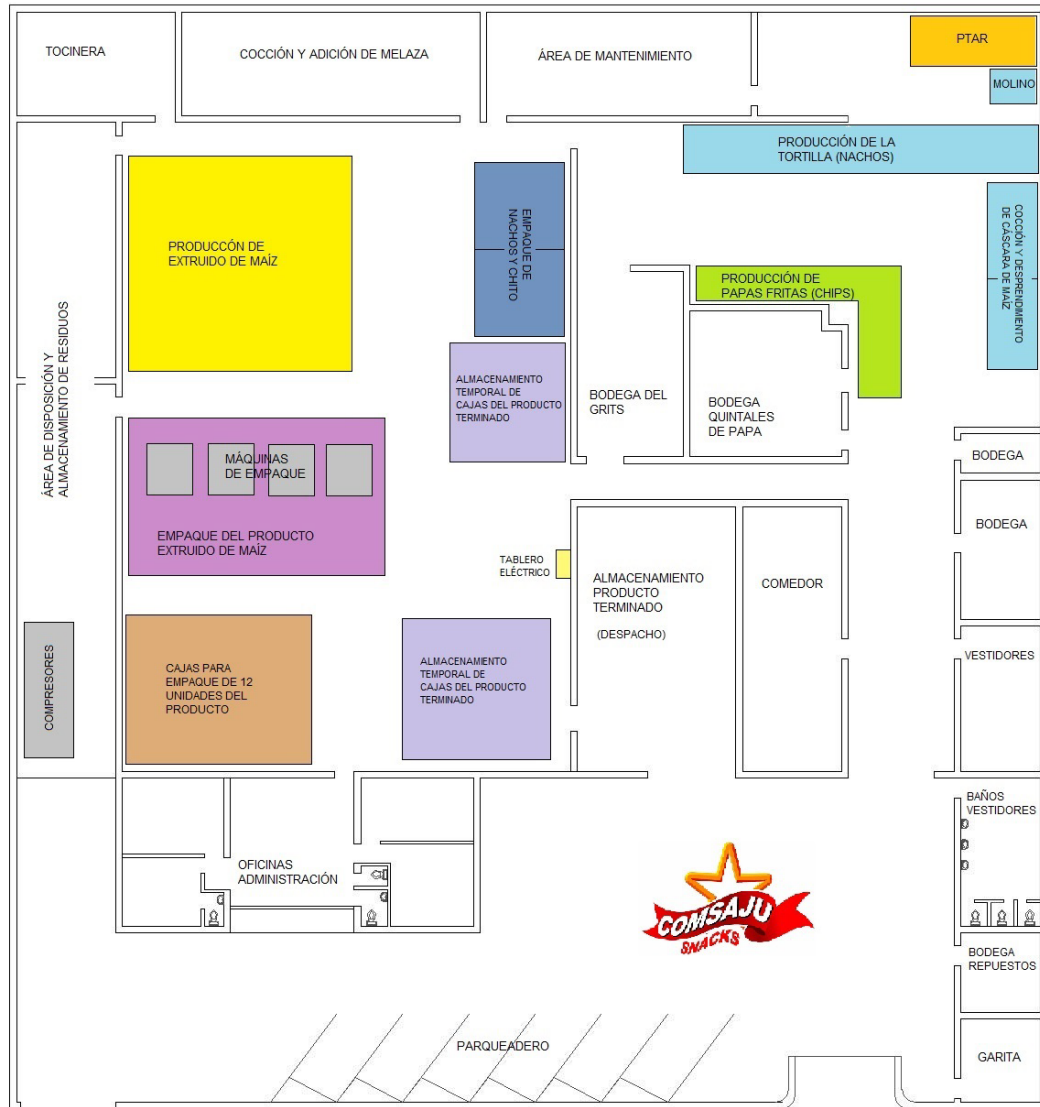 TOCINERA
COCCIÓN Y ADICIÓN DE MELAZA
ÁREA DE MANTENIMIENTO
PTAR
MOLINO
PRODUCCIÓN DE LA
TORTILLA (NACHOS)
COCCIÓN Y DESPRENDIMIENTO
DE CÁSCARA DE MAÍZ
EMPAQUE DE
NACHOS Y CHITO
PRODUCCÓN DE
EXTRUIDO DE MAÍZ
PRODUCCIÓN DE
PAPAS FRITAS (CHIPS)
ÁREA DE DISPOSICIÓN Y
ALMACENAMIENTO DE RESIDUOS
ALMACENAMIENTO
TEMPORAL DE
CAJAS DEL PRODUCTO
TERMINADO
BODEGA DEL
GRITS
BODEGA
QUINTALES
DE PAPA
MÁQUINAS
DE EMPAQUE
BODEGA
BODEGA
EMPAQUE DEL PRODUCTO
EXTRUIDO DE MAÍZ
TABLERO
ELÉCTRICO
ALMACENAMIENTO
PRODUCTO
TERMINADO
(DESPACHO)
COMEDOR
COMPRESORES
CAJAS PARA
EMPAQUE DE 12
UNIDADES DEL
PRODUCTO
ALMACENAMIENTO
TEMPORAL DE
CAJAS DEL PRODUCTO
TERMINADO
VESTIDORES
BAÑOS
VESTIDORES
OFICINAS
ADMINISTRACIÓN
COMSAJU
SNACKS
BODEGA
REPUESTOS
PARQUEADERO
GARITA